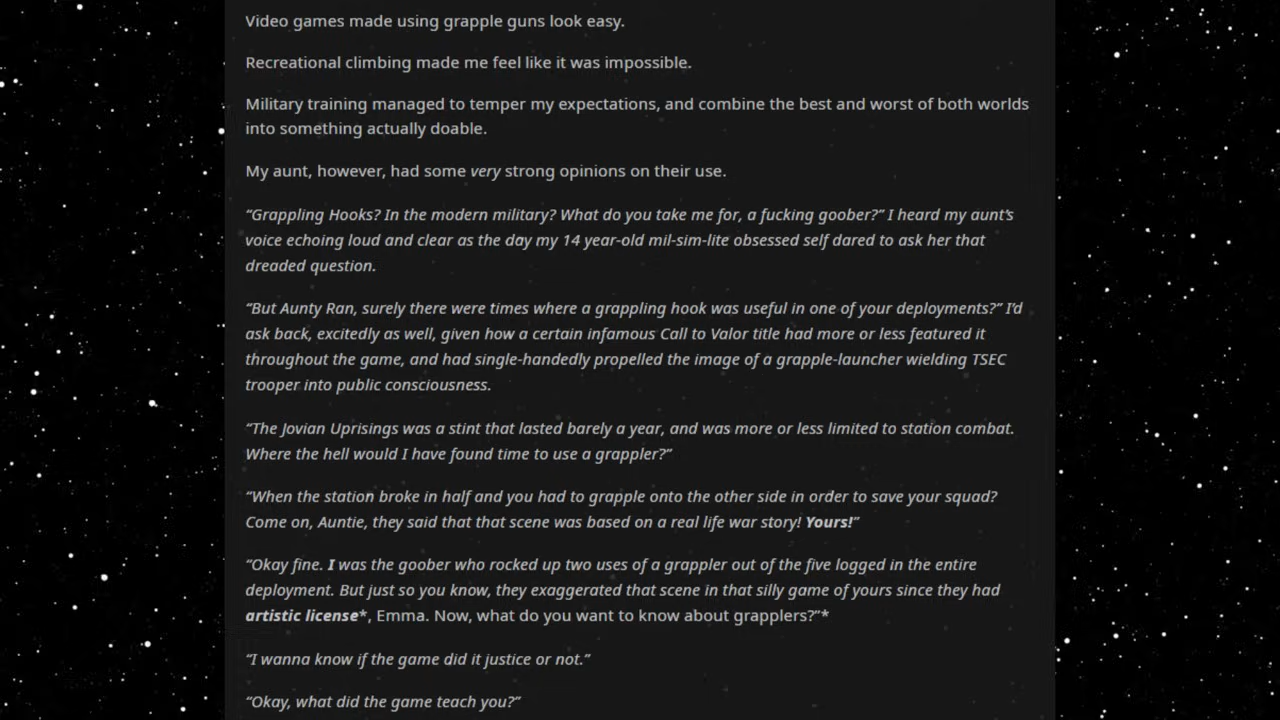 Video games made using grapple guns look easy.
Recreational climbing made me feel like it was impossible.
Military training managed to temper my expectations, and combine the best and worst of both worlds
into something actually doable.
My aunt, however, had some very strong opinions on their use.
“Grappling Hooks? In the modern military? What do you take me for, a fucking goober?” I heard my aunt’s
voice echoing loud and clear as the day my 14 year-old mil-sim-lite obsessed self dared to ask her that
dreaded question.
“But Aunty Ran, surely there were times where a grappling hook was useful in one of your deployments?” I’d
ask back, excitedly as well, given how a certain infamous Call to Valor title had more or less featured it
throughout the game, and had single-handedly propelled the image of a grapple-launcher wielding TSEC
trooper into public consciousness.
“The Jovian Uprisings was a stint that lasted barely a year, and was more or less limited to station combat.
Where the hell would I have found time to use a grappler?”
“When the station broke in half and you had to grapple onto the other side in order to save your squad?
Come on, Auntie, they said that that scene was based on a real life war story! Yours!”
“Okay fine. I was the goober who rocked up two uses of a grappler out of the five logged in the entire
deployment. But just so you know, they exaggerated that scene in that silly game of yours since they had
artistic license*, Emma. Now, what do you want to know about grapplers?”*
“I wanna know if the game did it justice or not.”
“Okay, what did the game teach you?”